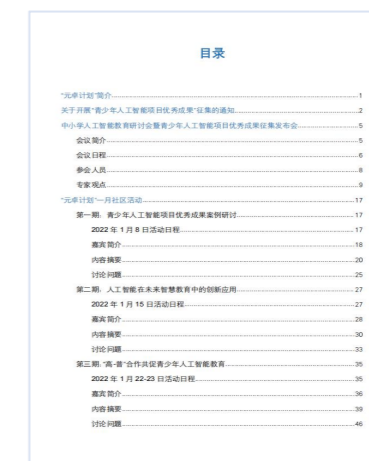 目录
“元卓计划”简介 1
关于开展“青少年人工智能项目优秀成果”征集的通知 2
中小学人工智能教育研讨会暨青少年人工智能项目优秀成果征集发布会 5
会议简介 5
会议日程 6
参会人员 8
专家观点 9
“元卓计划”一月社区活动 17
第一期：青少年人工智能项目优秀成果案例研讨 17
2022 年 1 月 8 日活动日程 17
嘉宾简介 18
内容摘要 20
讨论问题 25
第二期：人工智能在未来智慧教育中的创新应用 27
2022 年 1 月 15 日活动日程 27
嘉宾简介 28
内容摘要 30
讨论问题 33
第三期：“高-普”合作共促青少年人工智能教育 35
2022 年 1 月 22-23 日活动日程 35
嘉宾简介 36
内容摘要 39
讨论问题 46